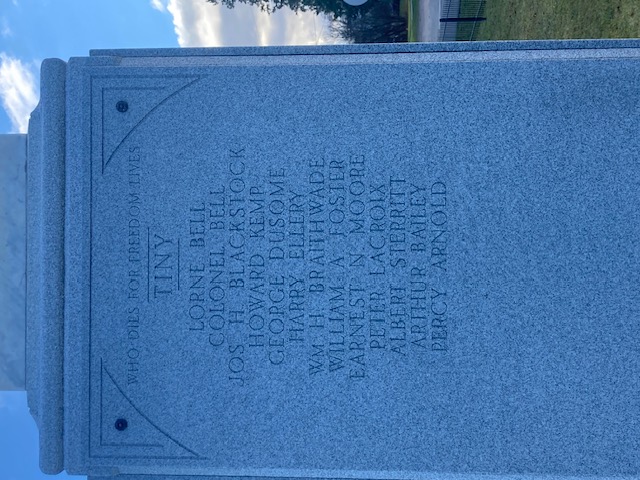 WHO DIES FOR FREEDOM LIVES
TINY
LORNE BELL
COLONEL BELL
JOS H. BLACKSTOCK
HOWARD KEMP
GEORGE DUSOME
HARRY ELLERY
WM H. BRAITHWADE
WILLIAM A FOSTER
EARNEST N MOORE
PETER LACROIX
ALBERT STERRITT
ARTHUR BAILEY
PERCY ARNOLD